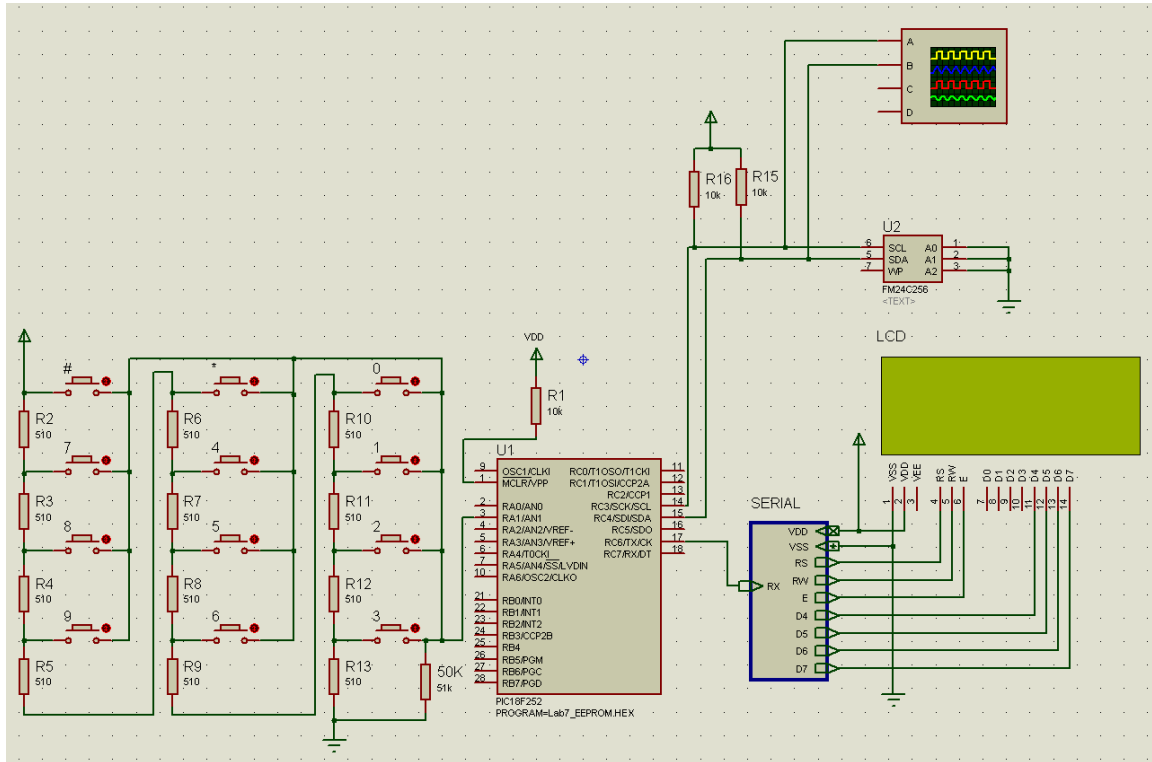 A
B
C
D
R16
10k
R15
10k
U2
6
SCL
A0
1
5
SDA
A1
2
7
WP
A2
3
FM24C256
<TEXT>
LCD
VDD
R1
10k
#
*
0
R2
510
R6
510
R10
510
7
4
1
R3
510
R7
510
R11
510
8
5
2
R4
510
R8
510
R12
510
9
6
3
R5
510
R9
510
R13
510
50K
51k
U1
9
OSC1/CLKI
RC0/T1OSO/T1CKI
11
1
MCLR/VPP
RC1/T1OSI/CCP2A
12
RC2/CCP1
13
2
RA0/AN0
RC3/SCK/SCL
14
3
RA1/AN1
RC4/SDI/SDA
15
4
RA2/AN2/VREF-
RC5/SDO
16
5
RA3/AN3/VREF+
RC6/TX/CK
17
6
RA4/T0CKI
RC7/RX/DT
18
7
RA5/AN4/SS/LVDIN
10
RA6/OSC2/CLKO
21
RB0/INT0
22
RB1/INT1
23
RB2/INT2
24
RB3/CCP2B
25
RB4
26
RB5/PGM
27
RB6/PGC
28
RB7/PGD
PIC18F252
PROGRAM=Lab7_EEPROM.HEX
SERIAL
RX
VDD
VSS
RS
RW
E
D4
D5
D6
D7
VSS
VDD
VEE
RS
RW
E
D0
D1
D2
D3
D4
D5
D6
D7
1
2
3
4
5
6
7
8
9
10
11
12
13
14